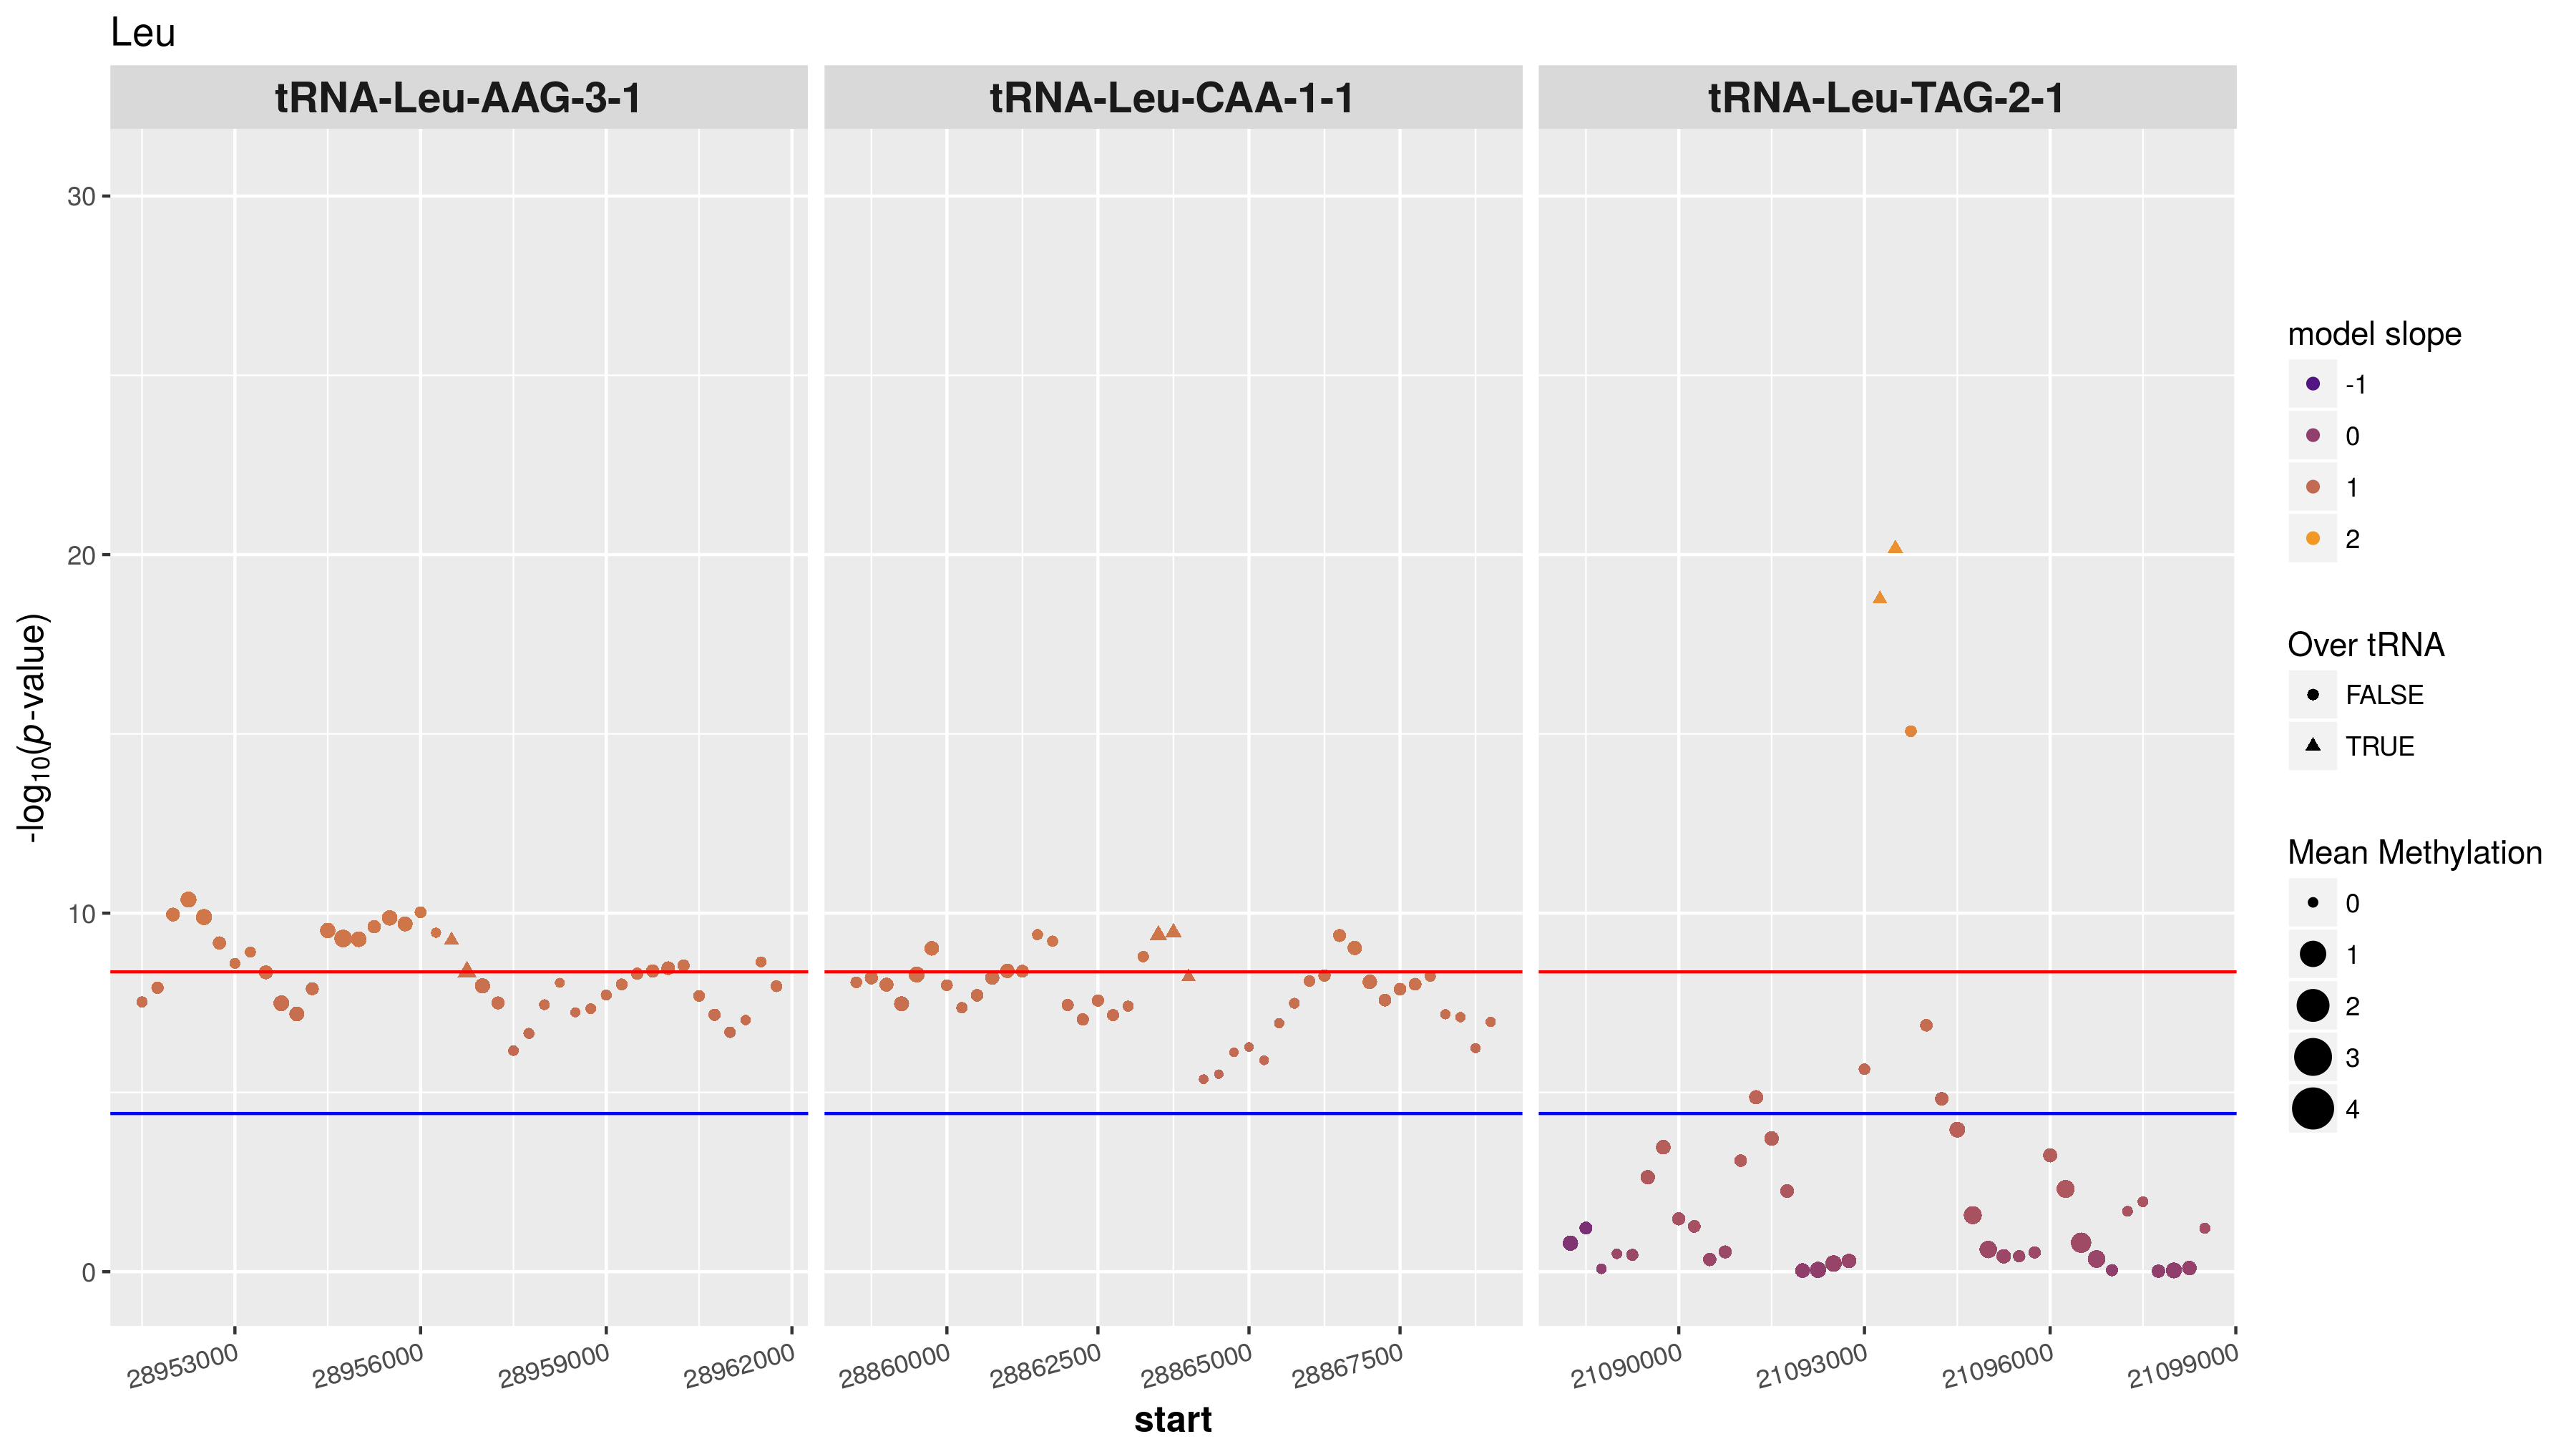 Leu
tRNA-Leu-AAG-3-1
tRNA-Leu-CAA-1-1
tRNA-Leu-TAG-2-1
30
20
10
0
-log10(p-value)
28953000
28956000
28959000
28962000
28860000
28862500
28865000
28867500
21090000
21093000
21096000
21099000
start
model slope
-1
0
1
2
Over tRNA
FALSE
TRUE
Mean Methylation
0
1
2
3
4